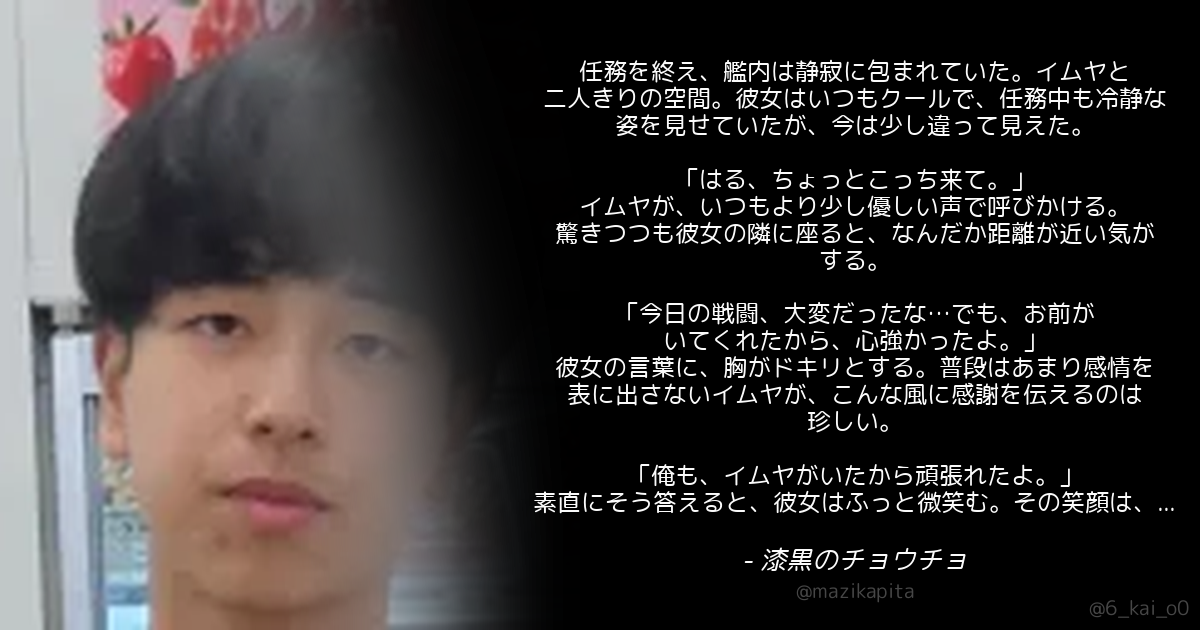 任務を終え、艦内は静寂に包まれていた。イムヤと
二人きりの空間。彼女はいつもクールで、任務中も冷静な
姿を見せていたが、今は少し違って見えた。
「はる、ちょっとこっち来て。」
イムヤが、いつもより少し優しい声で呼びかける。
驚きつつも彼女の隣に座ると、なんだか距離が近い気が
する。
「今日の戦闘、大変だったな…でも、お前が
いてくれたから、心強かったよ。」
彼女の言葉に、胸がドキリとする。普段はあまり感情を
表に出さないイムヤが、こんな風に感謝を伝えるのは
珍しい。
「俺も、イムヤがいたから頑張れたよ。」
素直にそう答えると、彼女はふっと微笑む。その笑顔は、...
- 漆黒のチョウチョ
@mazikapita
@6_kai_o0